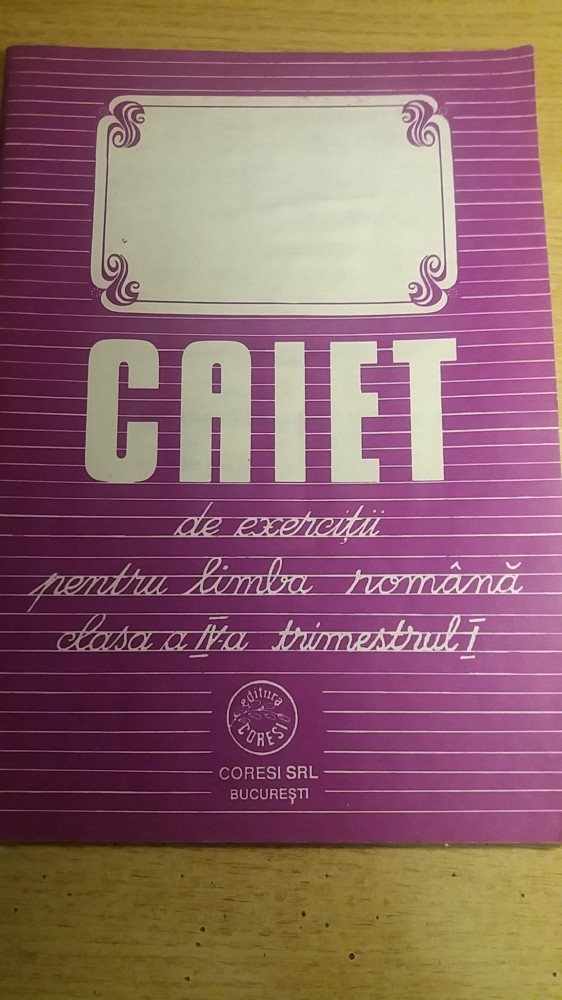 CAIET
de exerciții
pentru limba română
clasa a IV-a trimestrul I
editura
CORESI
CORESI SRL
BUCUREȘTI